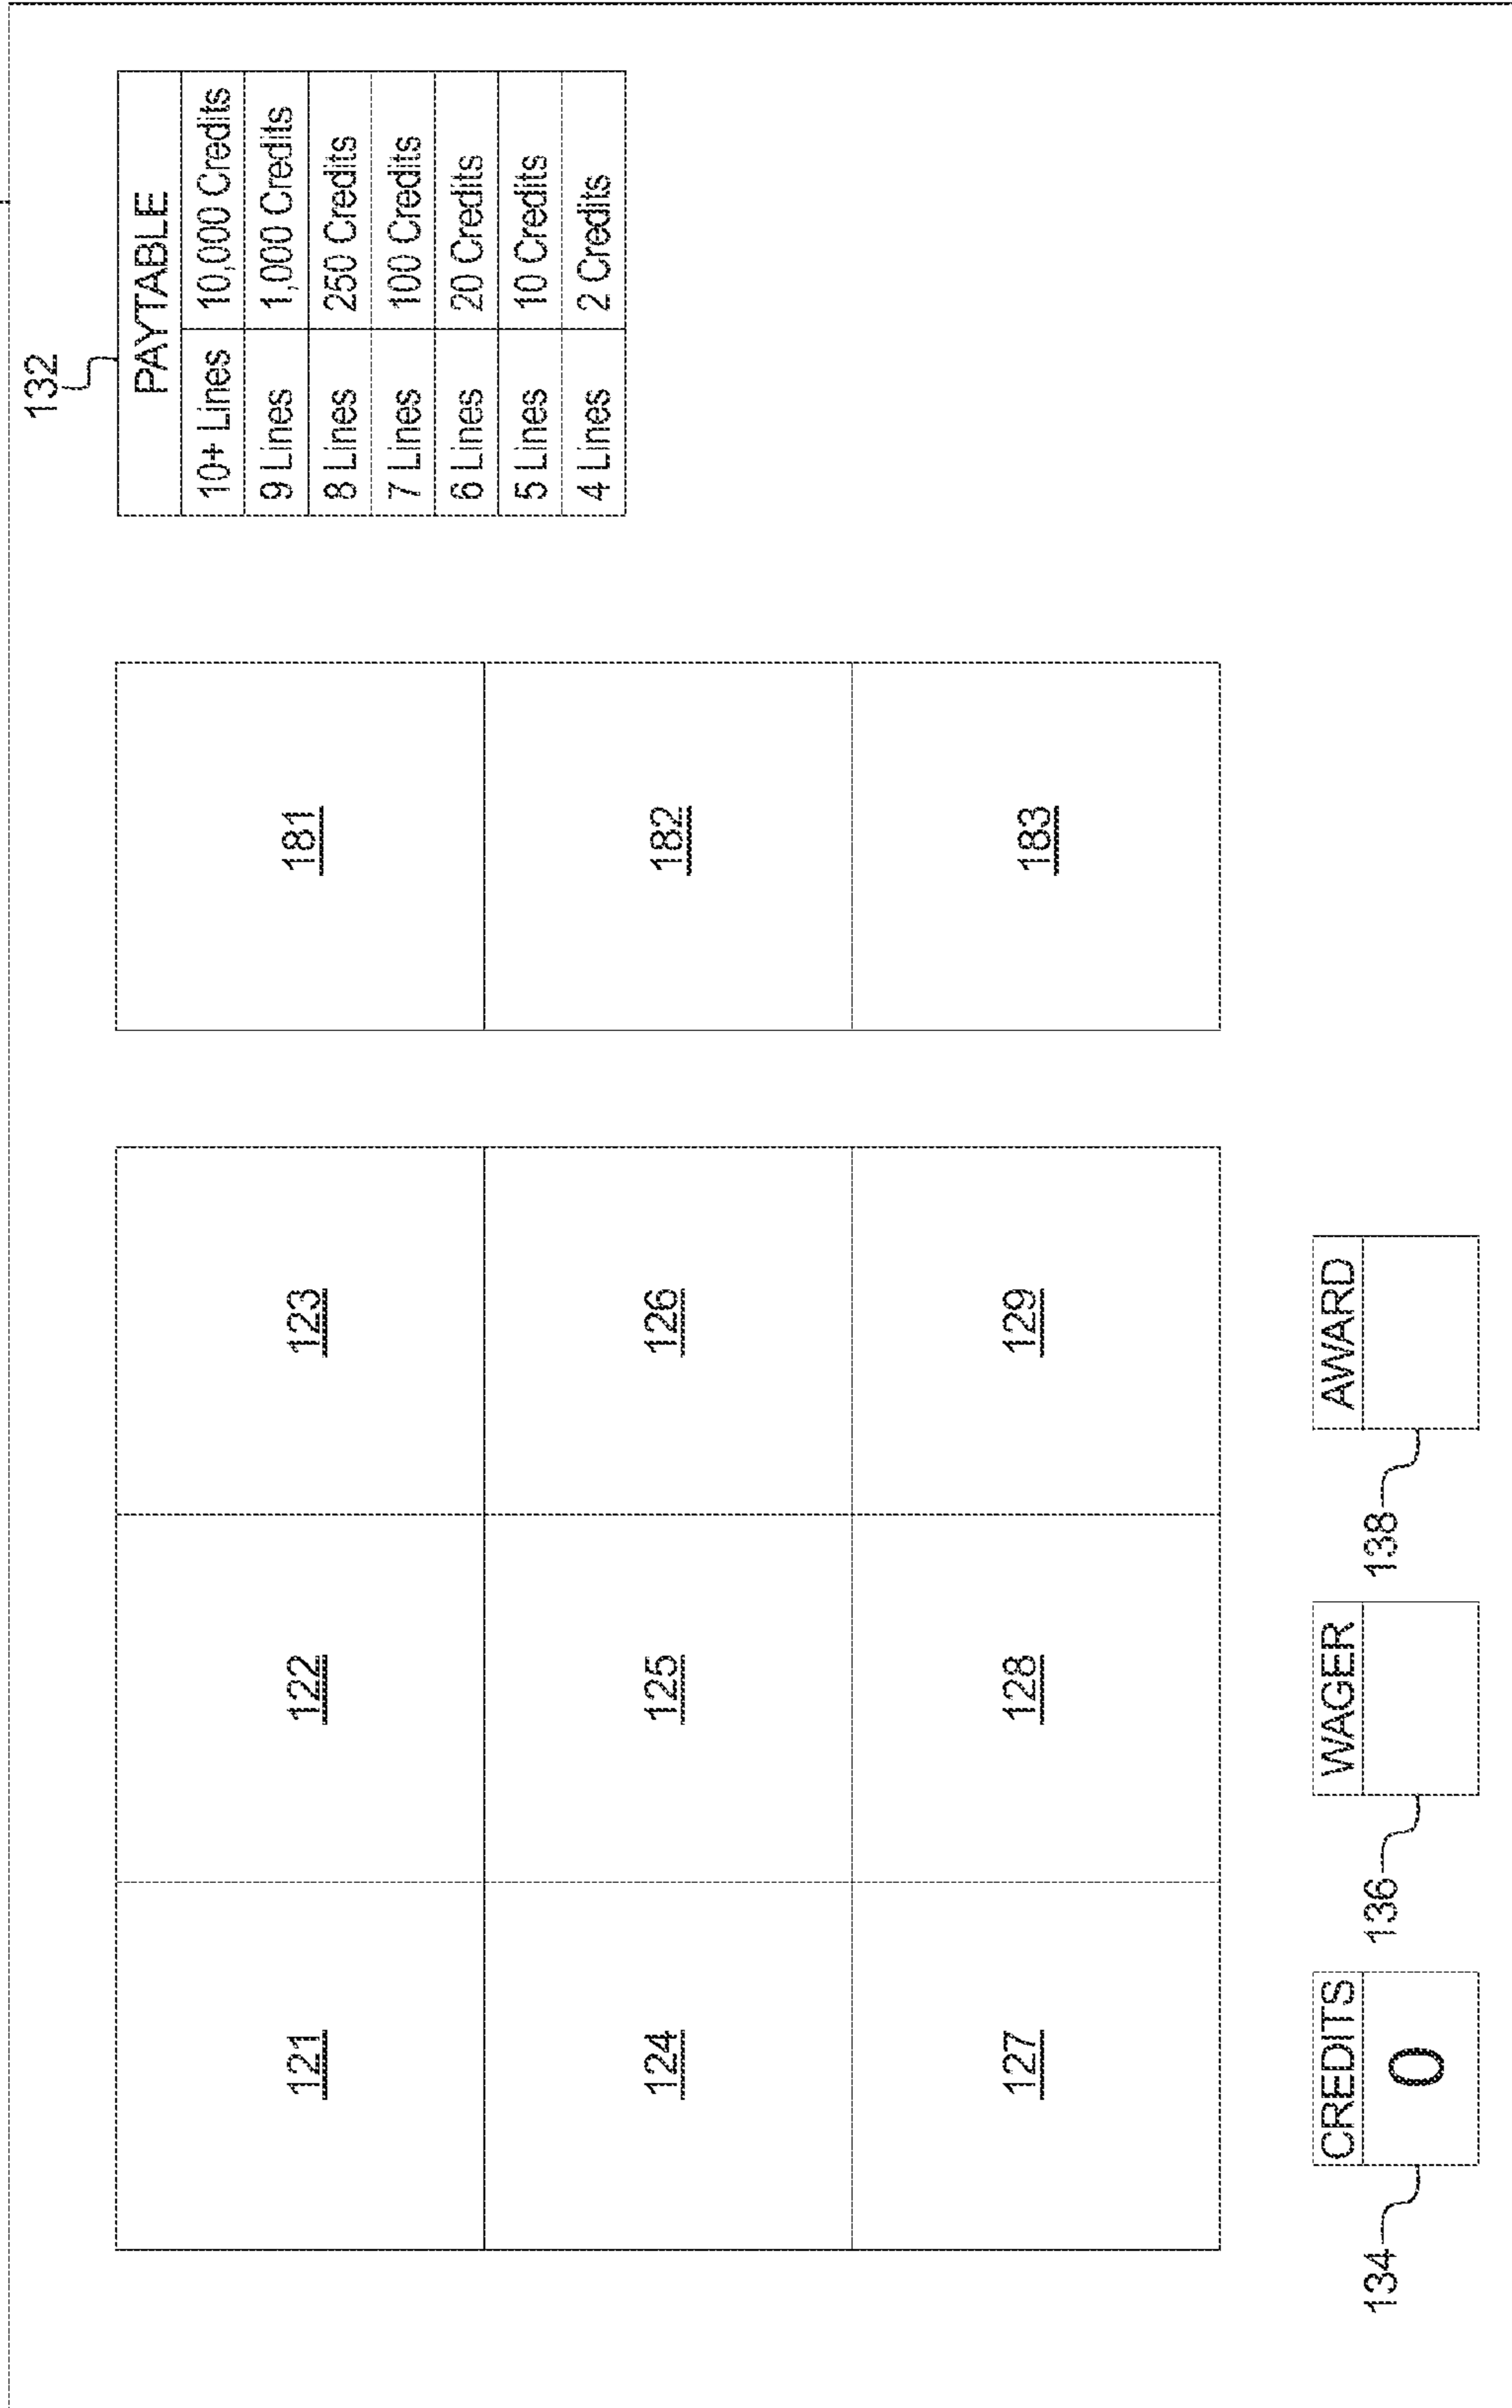 132
PAYTABLE
10+ Lines 10,000 Credits
9 Lines 1,000 Credits
8 Lines 250 Credits
7 Lines 100 Credits
6 Lines 20 Credits
5 Lines 10 Credits
4 Lines 2 Credits
121 122 123 181
124 125 126 182
127 128 129 183
CREDITS WAGER AWARD
0
134 136 138